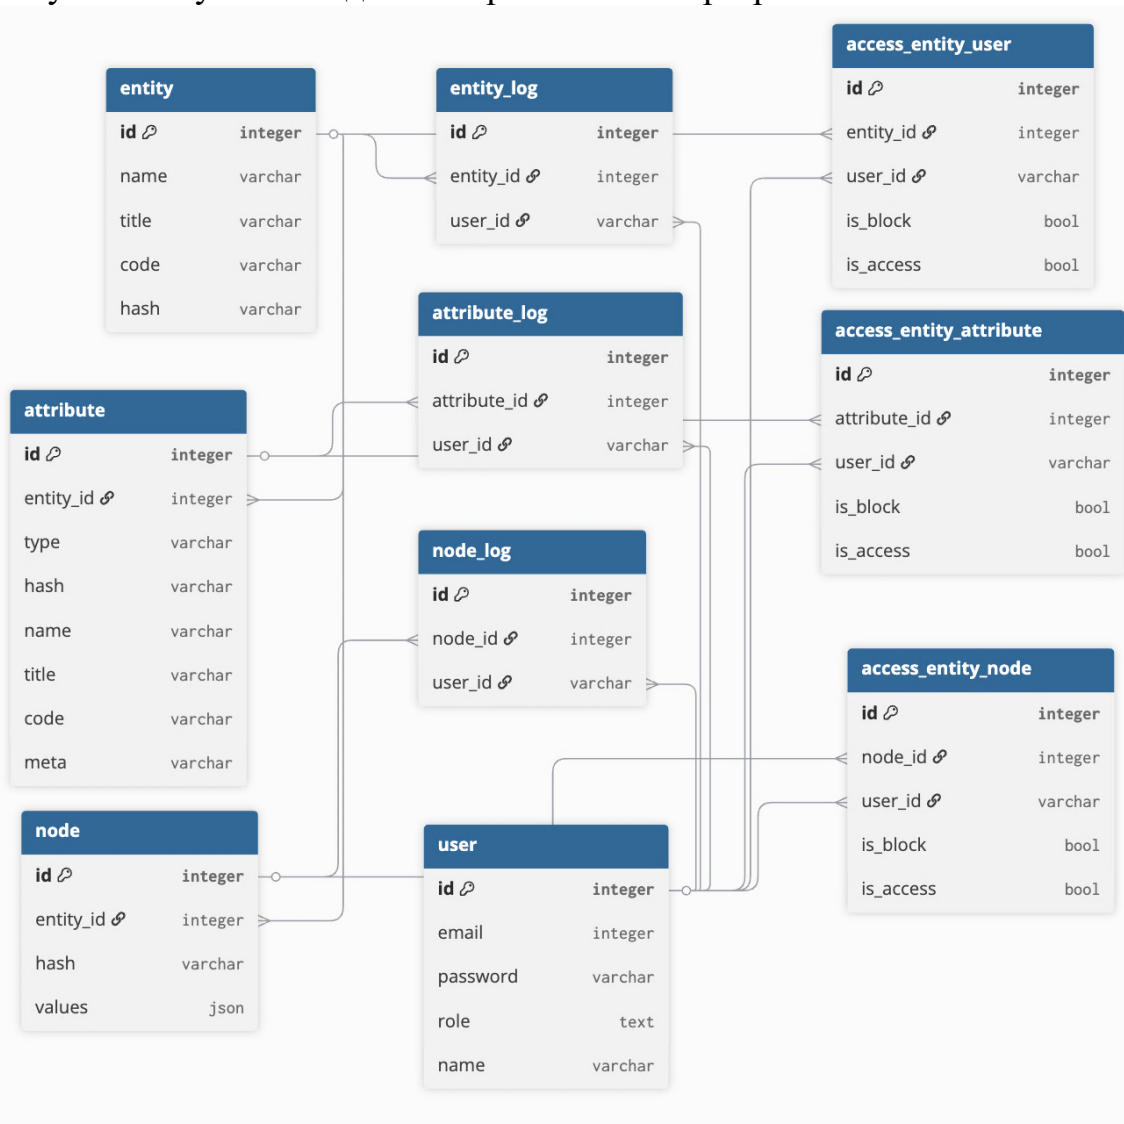 entity
id integer
name varchar
title varchar
code varchar
hash varchar
entity_log
id integer
entity_id integer
user_id varchar
access_entity_user
id integer
entity_id integer
user_id varchar
is_block bool
is_access bool
attribute_log
id integer
attribute_id integer
user_id varchar
access_entity_attribute
id integer
attribute_id integer
user_id varchar
is_block bool
is_access bool
attribute
id integer
entity_id integer
type varchar
hash varchar
name varchar
title varchar
code varchar
meta varchar
node_log
id integer
node_id integer
user_id varchar
access_entity_node
id integer
node_id integer
user_id varchar
is_block bool
is_access bool
node
id integer
entity_id integer
hash varchar
values json
user
id integer
email integer
password varchar
role text
name varchar